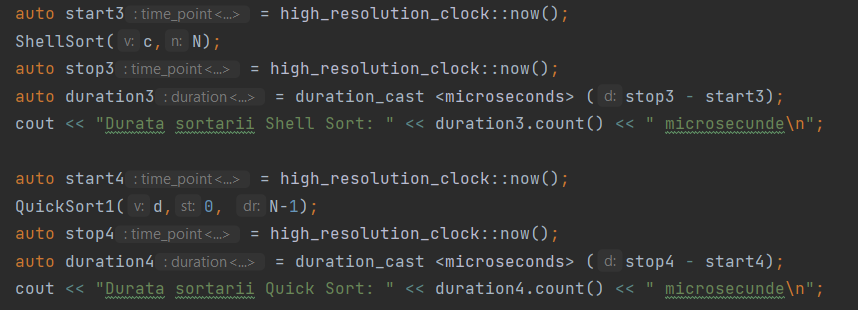 auto start3 : time_point<...> = high_resolution_clock::now();
ShellSort( v: c, n: N);
auto stop3 : time_point<...> = high_resolution_clock::now();
auto duration3 : duration<...> = duration_cast <microseconds> ( d: stop3 - start3);
cout << "Durata sortarii Shell Sort: " << duration3.count() << " microsecunde\n";
auto start4 : time_point<...> = high_resolution_clock::now();
QuickSort1( v: d, st: 0, dr: N-1);
auto stop4 : time_point<...> = high_resolution_clock::now();
auto duration4 : duration<...> = duration_cast <microseconds> ( d: stop4 - start4);
cout << "Durata sortarii Quick Sort: " << duration4.count() << " microsecunde\n";